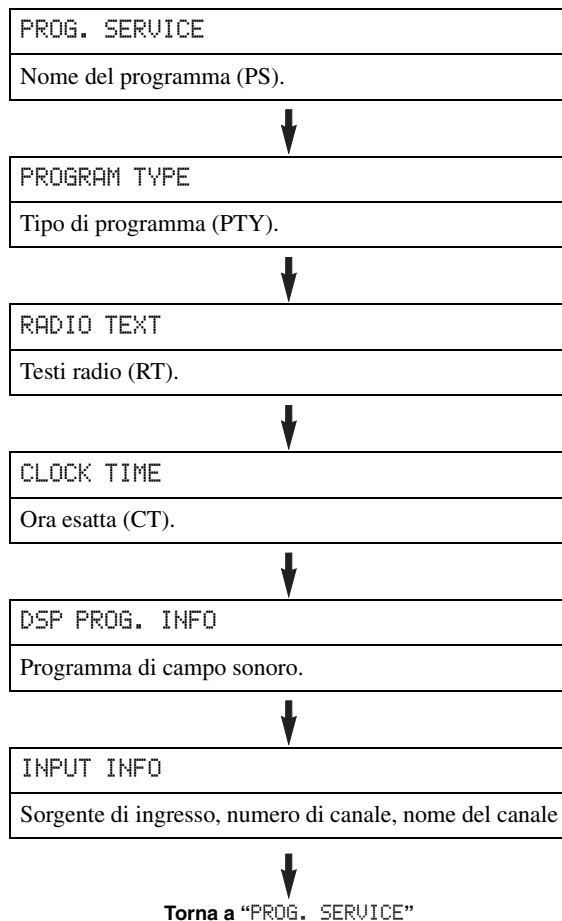 PROG. SERVICE
Nome del programma (PS).
PROGRAM TYPE
Tipo di programma (PTY).
RADIO TEXT
Testi radio (RT).
CLOCK TIME
Ora esatta (CT).
DSP PROG. INFO
Programma di campo sonoro.
INPUT INFO
Sorgente di ingresso, numero di canale, nome del canale
Torna a “PROG. SERVICE”